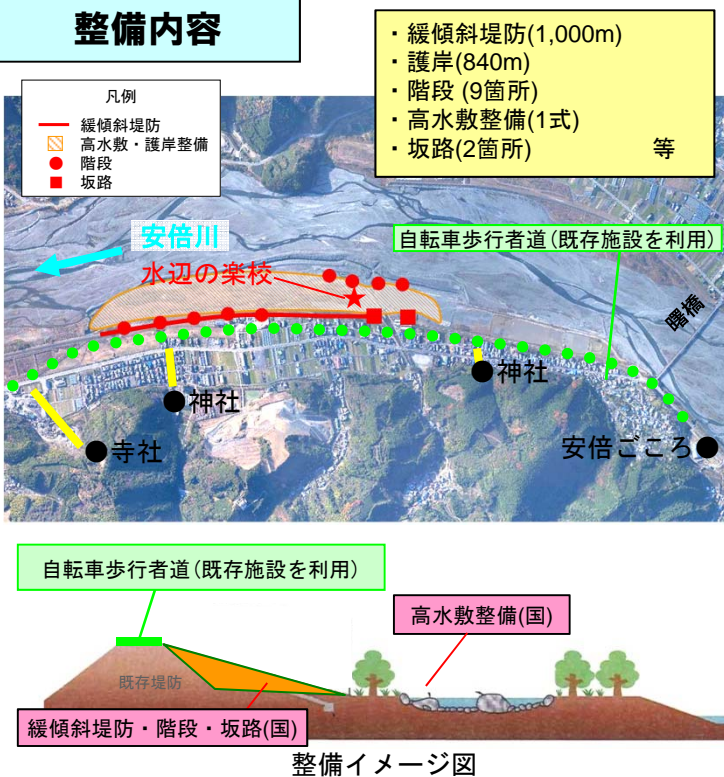 整備内容
・緩傾斜堤防(1,000m)
・護岸(840m)
・階段 (9箇所)
・高水敷整備(1式)
・坂路(2箇所) 等
凡例
緩傾斜堤防
高水敷・護岸整備
階段
坂路
安倍川
自転車歩行者道(既存施設を利用)
水辺の楽校
曙橋
神社
神社
寺社
安倍ごころ
自転車歩行者道(既存施設を利用)
高水敷整備(国)
既存堤防
緩傾斜堤防・階段・坂路(国)
整備イメージ図